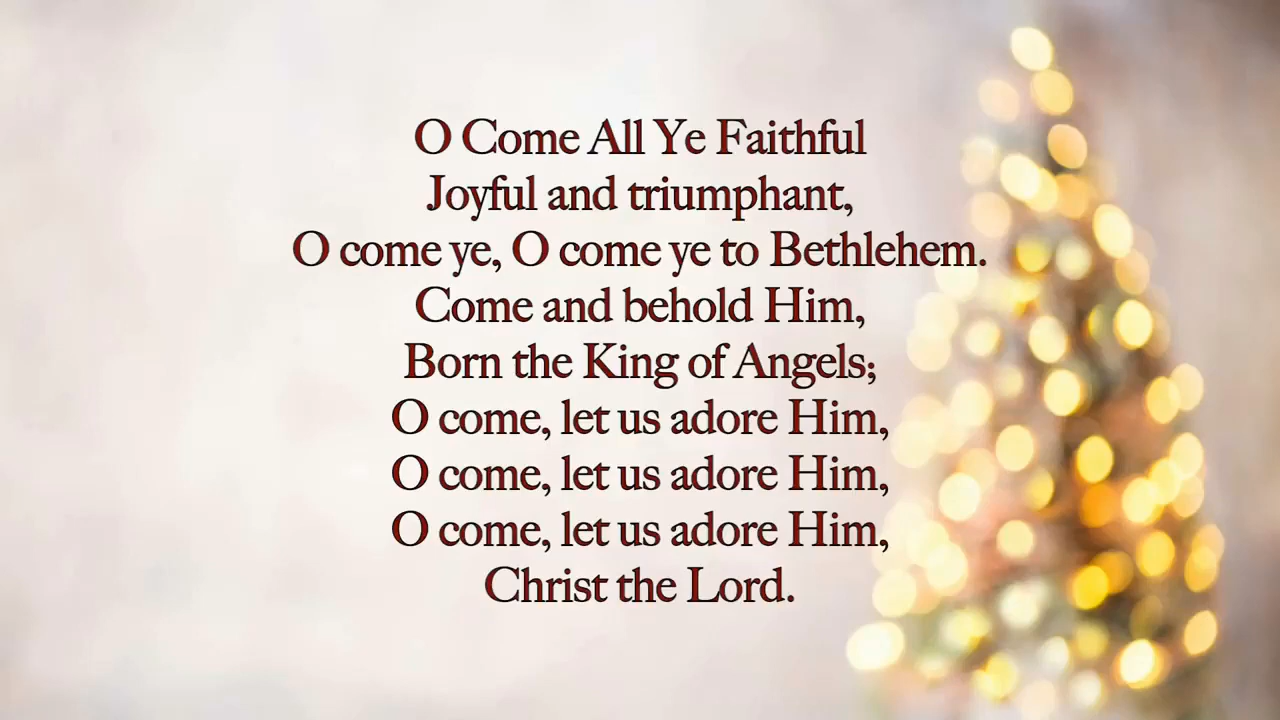 O Come All Ye Faithful
Joyful and triumphant,
O come ye, O come ye to Bethlehem.
Come and behold Him,
Born the King of Angels;
O come, let us adore Him,
O come, let us adore Him,
O come, let us adore Him,
Christ the Lord.